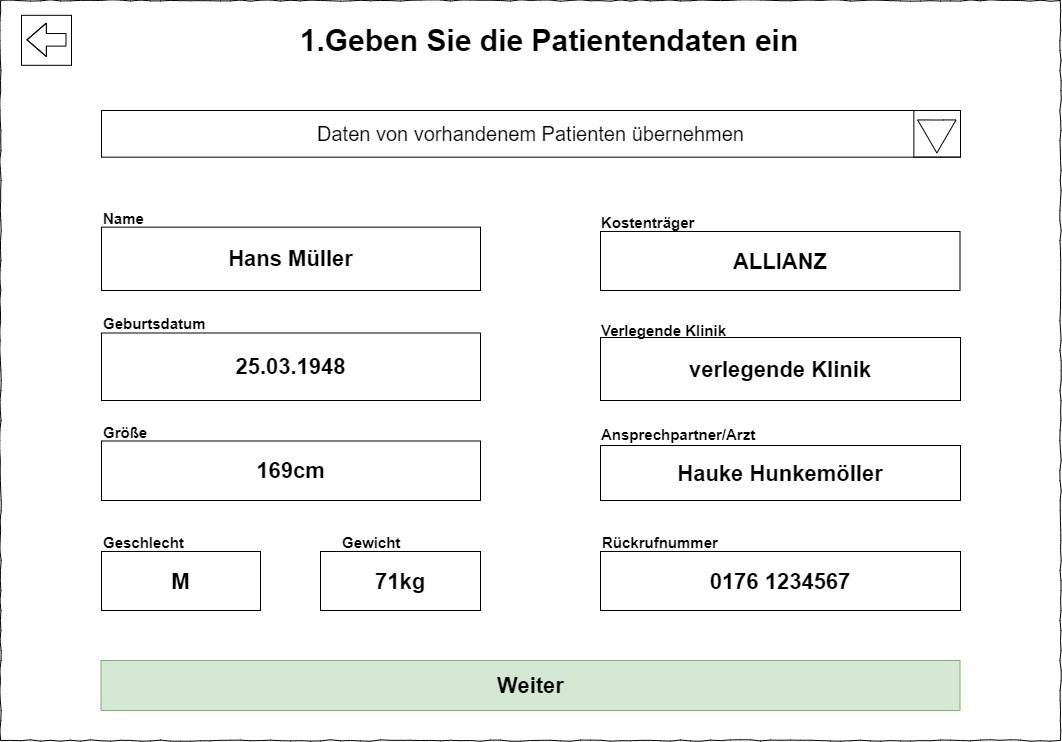 1.Geben Sie die Patientendaten ein
Daten von vorhandenem Patienten übernehmen
Name
Hans Müller
Geburtsdatum
25.03.1948
Größe
169cm
Geschlecht
M
Gewicht
71kg
Kostenträger
ALLIANZ
Verlegende Klinik
verlegende Klinik
Ansprechpartner/Arzt
Hauke Hunkemöller
Rückrufnummer
0176 1234567
Weiter